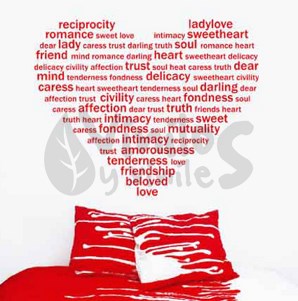 reciprocity ladylove
romance sweet love intimacy sweetheart
dear lady caress trust darling truth soul romance heart
friend mind romance darling heart sweetheart delicacy
delicacy civility affection trust soul heat caress truth dear
mind tenderness fondness delicacy sweetheart civility
caress heart sweetheart tenderness soul darling dear
affection trust civility caress heart fondness soul
caress affection dear trust truth friends heart
truth heart intimacy tenderness sweet
caress fondness soul mutuality
affection intimacy reciprocity
trust amorousness
tenderness love
friendship
beloved
love